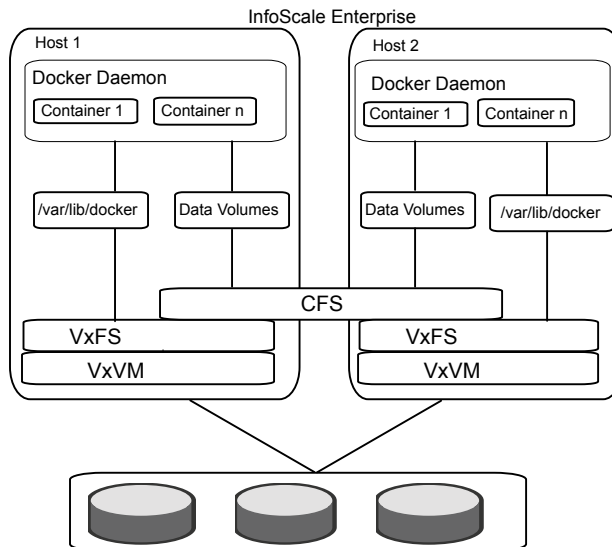 InfoScale Enterprise
Host 1
Docker Daemon
Container 1
Container n
/var/lib/docker
Data Volumes
Host 2
Docker Daemon
Container 1
Container n
Data Volumes
/var/lib/docker
CFS
VxFS
VxVM
VxFS
VxVM